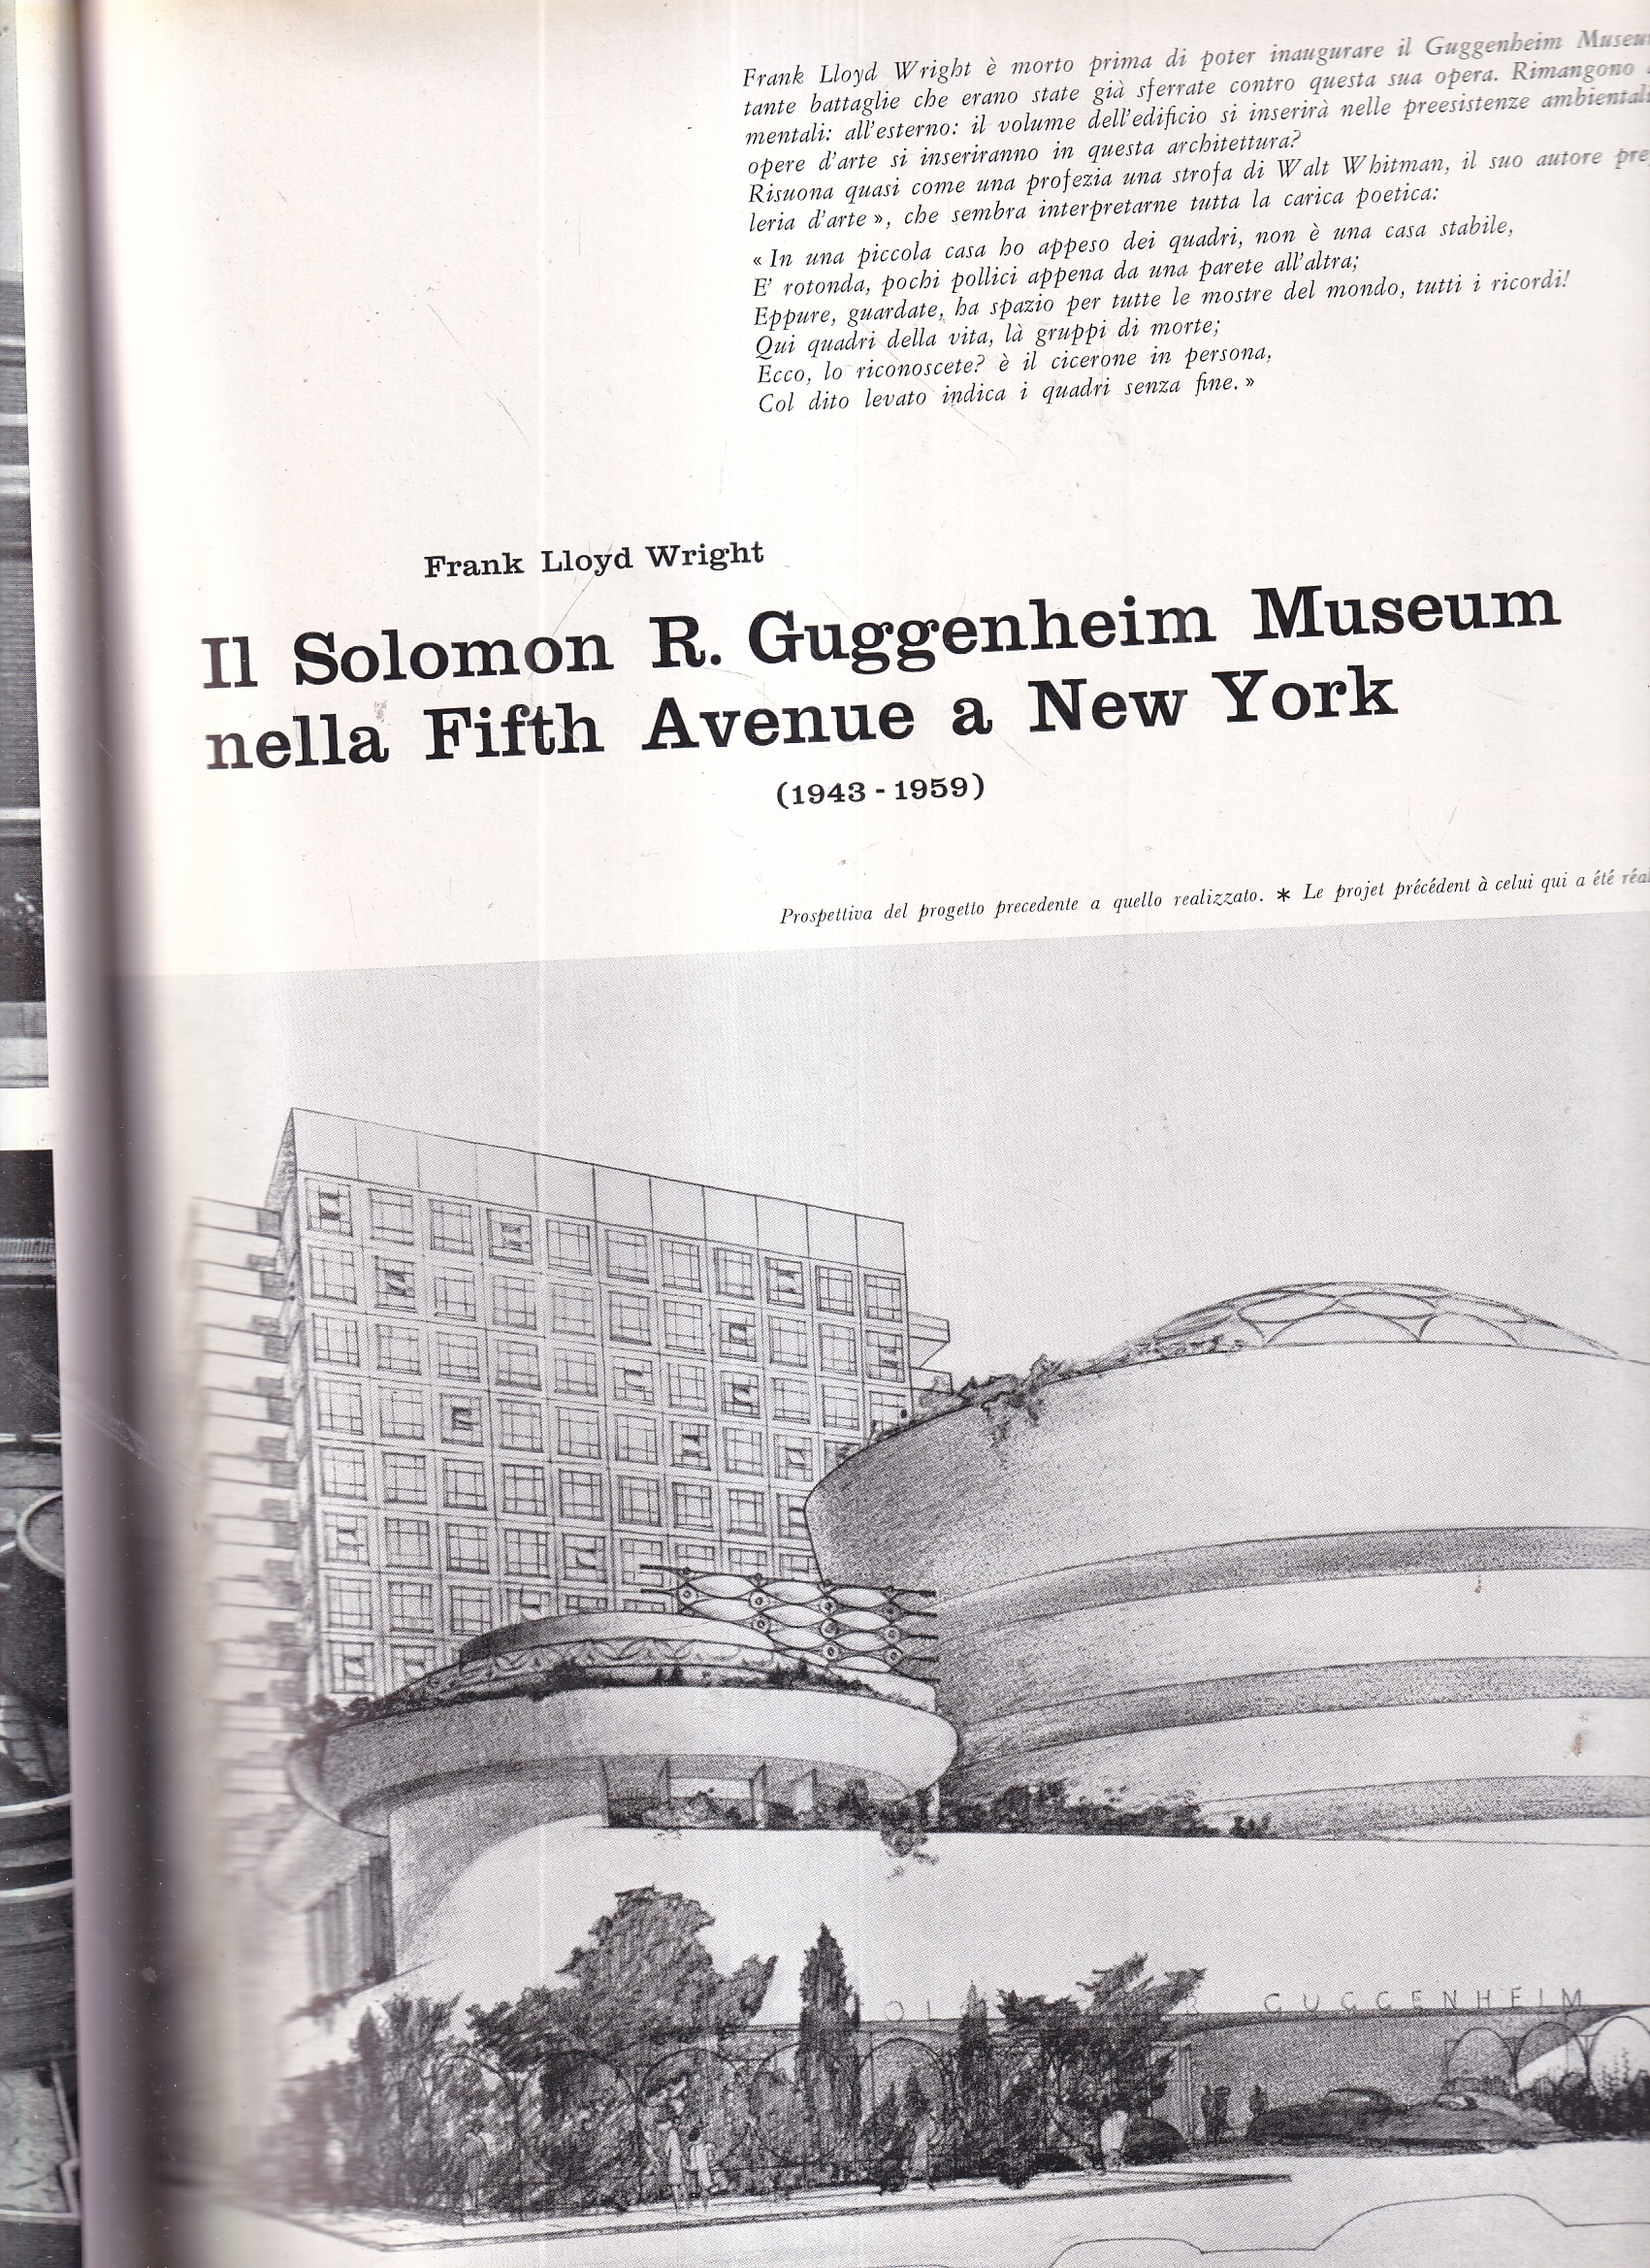 Frank Lloyd Wright è morto prima di poter inaugurare il Guggenheim
tante battaglie che erano state già sferrate contro questa sua opera. Rimangono
mentali: all'esterno: il volume dell'edificio si inserirà nelle preesistenze
opere d'arte si inseriranno in questa architettura?
Risuona quasi come una profezia una strofa di Walt Whitman, il suo autore
leria d'arte», che sembra interpretarne tutta la carica poetica:
« In una piccola casa ho appeso dei quadri, non è una casa stabile,
E' rotonda, pochi pollici appena da una parete all'altra;
Eppure, guardate, ha spazio per tutte le mostre del mondo, tutti i ricordi!
Qui quadri della vita, là gruppi di morte;
Ecco, lo riconoscete? è il cicerone in persona,
Col dito levato indica i quadri senza fine. »
Frank Lloyd Wright
Il Solomon R. Guggenheim Museum
nella Fifth Avenue a New York
(1943 - 1959)
Prospettiva del progetto precedente a quello realizzato. * Le projet précédent à celui qui a été
R GUGGENHEIM